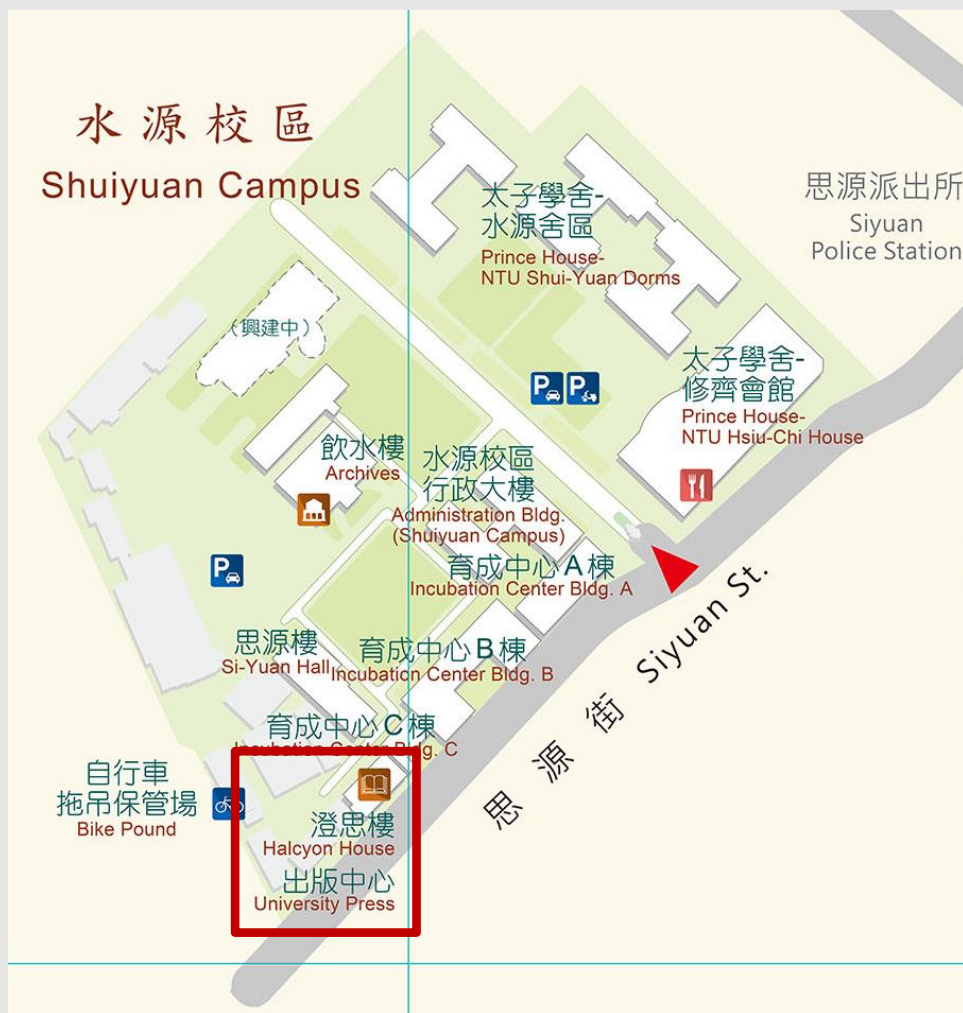 水源校區
Shuiyuan Campus
太子學舍-
水源舍區
Prince House-
NTU Shui-Yuan Dorms
思源派出所
Siyuan
Police Station
（興建中）
太子學舍-
修齊會館
Prince House-
NTU Hsiu-Chi House
P
P
飲水樓
Archives
水源校區
行政大樓
Administration Bldg.
(Shuiyuan Campus)
育成中心A棟
Incubation Center Bldg. A
P
思源樓
Si-Yuan Hall
育成中心B棟
Incubation Center Bldg. B
思源街 Siyuan St.
育成中心C棟
Incubation Center Bldg. C
自行車
拖吊保管場
Bike Pound
澄思樓
Halcyon House
出版中心
University Press